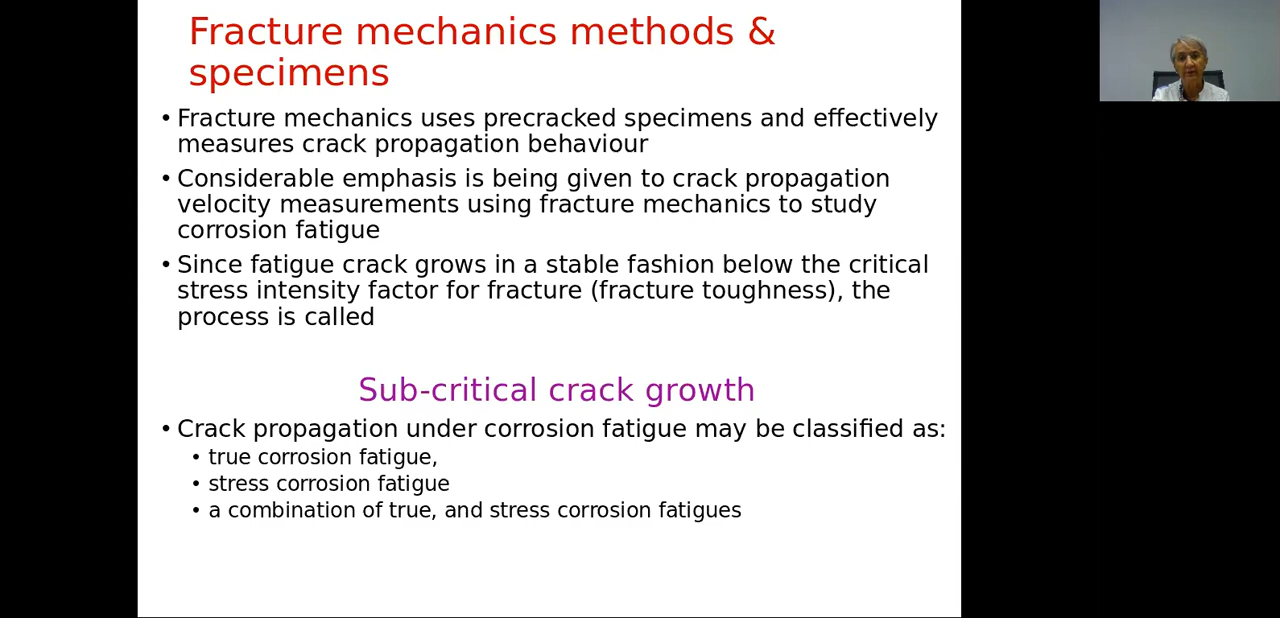 Fracture mechanics methods &
specimens
• Fracture mechanics uses precracked specimens and effectively
measures crack propagation behaviour
• Considerable emphasis is being given to crack propagation
velocity measurements using fracture mechanics to study
corrosion fatigue
• Since fatigue crack grows in a stable fashion below the critical
stress intensity factor for fracture (fracture toughness), the
process is called
Sub-critical crack growth
• Crack propagation under corrosion fatigue may be classified as:
• true corrosion fatigue,
• stress corrosion fatigue
• a combination of true, and stress corrosion fatigues